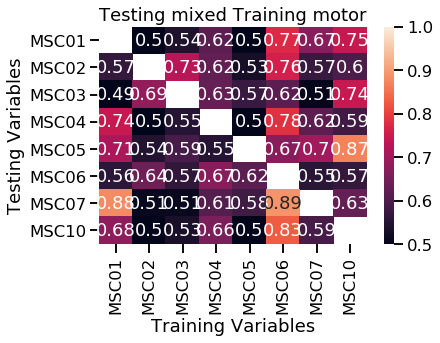 Testing mixed Training motor
Testing Variables
MSC01 0.5 0.54 0.62 0.5 0.77 0.67 0.75
MSC02 0.57 0.73 0.62 0.53 0.76 0.57 0.6
MSC03 0.49 0.69 0.63 0.57 0.62 0.51 0.74
MSC04 0.74 0.5 0.55 0.5 0.78 0.62 0.59
MSC05 0.71 0.54 0.59 0.55 0.67 0.7 0.87
MSC06 0.56 0.64 0.57 0.67 0.62 0.55 0.57
MSC07 0.88 0.51 0.51 0.61 0.58 0.89 0.63
MSC10 0.68 0.5 0.53 0.66 0.5 0.83 0.59
MSC01 MSC02 MSC03 MSC04 MSC05 MSC06 MSC07 MSC10
Training Variables
1.0
0.9
0.8
0.7
0.6
0.5